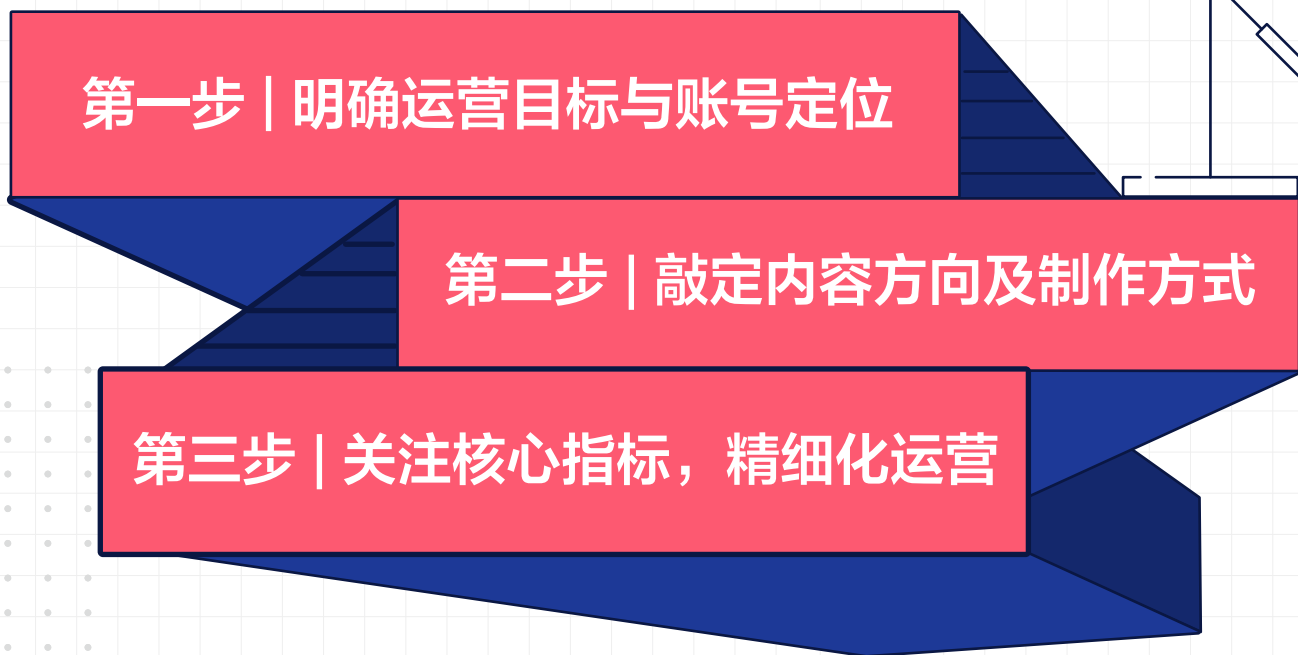 第一步 | 明确运营目标与账号定位
第二步 | 敲定内容方向及制作方式
第三步 | 关注核心指标，精细化运营